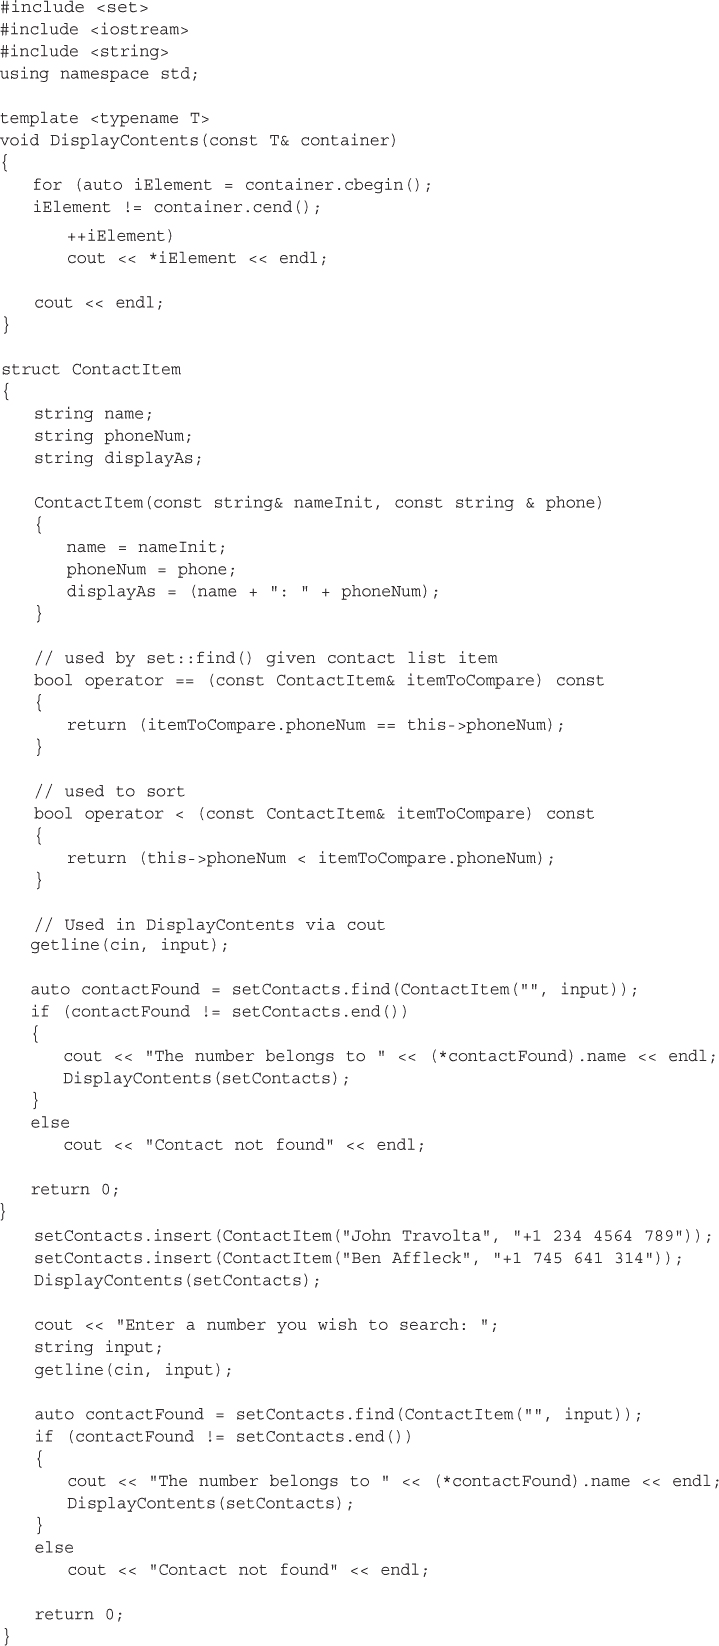 #include <set>
#include <iostream>
#include <string>
using namespace std;

template <typename T>
void DisplayContents(const T& container)
{
   for (auto iElement = container.cbegin();
   iElement != container.cend();
      ++iElement)
      cout << *iElement << endl;

   cout << endl;
}

struct ContactItem
{
   string name;
   string phoneNum;
   string displayAs;

   ContactItem(const string& nameInit, const string & phone)
   {
      name = nameInit;
      phoneNum = phone;
      displayAs = (name + ": " + phoneNum);
   }

   // used by set::find() given contact list item
   bool operator == (const ContactItem& itemToCompare) const
   {
      return (itemToCompare.phoneNum == this->phoneNum);
   }

   // used to sort
   bool operator < (const ContactItem& itemToCompare) const
   {
      return (this->phoneNum < itemToCompare.phoneNum);
   }

   // Used in DisplayContents via cout
   getline(cin, input);

   auto contactFound = setContacts.find(ContactItem("", input));
   if (contactFound != setContacts.end())
   {
      cout << "The number belongs to " << (*contactFound).name << endl;
      DisplayContents(setContacts);
   }
   else
      cout << "Contact not found" << endl;

   return 0;
}
   setContacts.insert(ContactItem("John Travolta", "+1 234 4564 789"));
   setContacts.insert(ContactItem("Ben Affleck", "+1 745 641 314"));
   DisplayContents(setContacts);

   cout << "Enter a number you wish to search: ";
   string input;
   getline(cin, input);

   auto contactFound = setContacts.find(ContactItem("", input));
   if (contactFound != setContacts.end())
   {
      cout << "The number belongs to " << (*contactFound).name << endl;
      DisplayContents(setContacts);
   }
   else
      cout << "Contact not found" << endl;

   return 0;
}